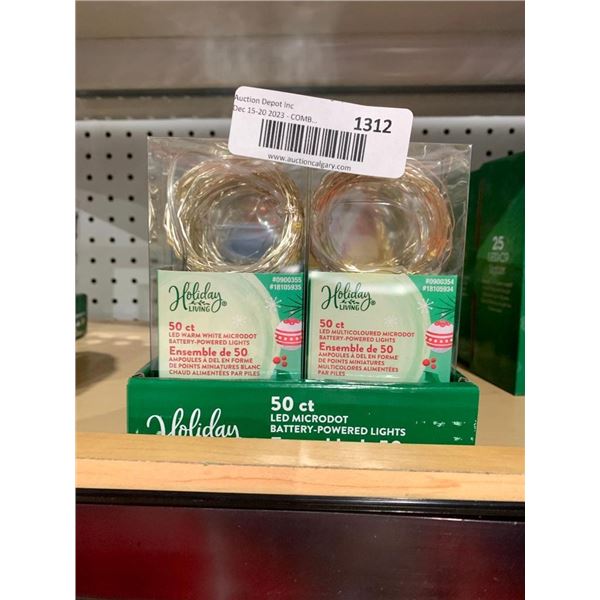 Auction Depot Inc
Dec 15-20 2023 - COMB...
1312
www.auctioncalgary.com
Holiday®
LIVING
#0900355
#18105935
50 ct
LED WARM WHITE MICRODOT
BATTERY-POWERED LIGHTS
Ensemble de 50
AMPOULES À DEL EN FORME
DE POINTS MINIATURES BLANC
CHAUD ALIMENTÉES PAR PILES
Holiday®
LIVING
#0900354
#18105934
50 ct
LED MULTICOLOURED MICRODOT
BATTERY-POWERED LIGHTS
Ensemble de 50
AMPOULES À DEL EN FORME
DE POINTS MINIATURES
MULTICOLORES ALIMENTÉES
PAR PILES
25
Holiday
50 ct
LED MICRODOT
BATTERY-POWERED LIGHTS
Ensemble de 50